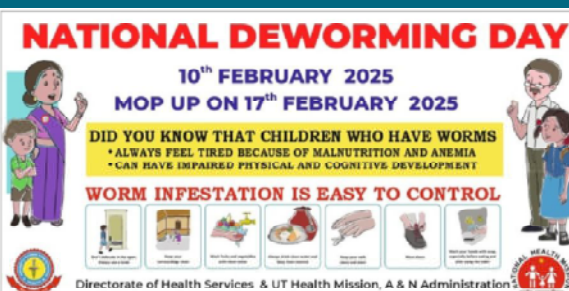 NATIONAL DEWORMING DAY
10th FEBRUARY 2025
MOP UP ON 17th FEBRUARY 2025
DID YOU KNOW THAT CHILDREN WHO HAVE WORMS
• ALWAYS FEEL TIRED BECAUSE OF MALNUTRITION AND ANEMIA
• CAN HAVE IMPAIRED PHYSICAL AND COGNITIVE DEVELOPMENT
WORM INFESTATION IS EASY TO CONTROL
Directorate of Health Services & UT Health Mission, A & N Administration